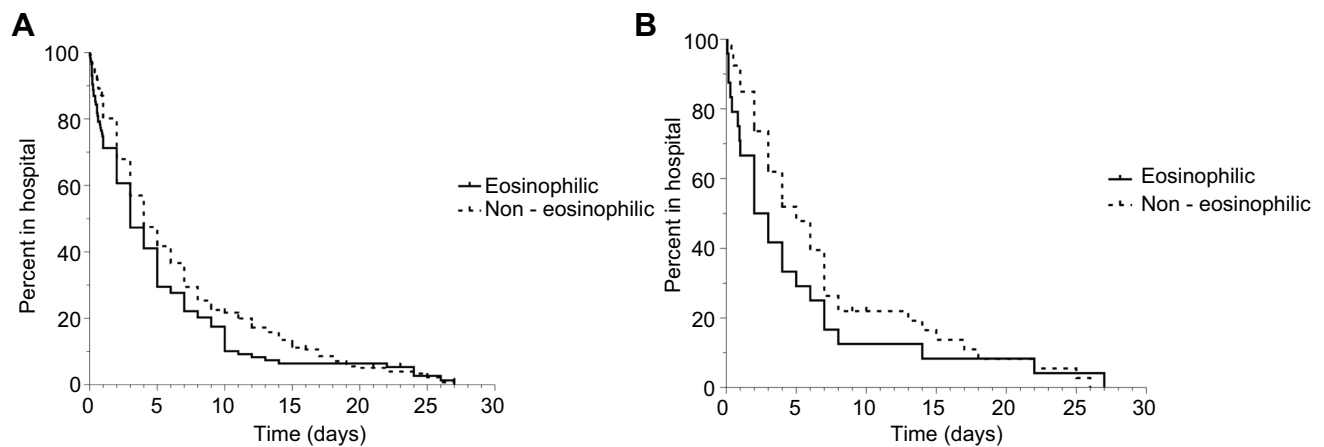 A
Percent in hospital
100
80
60
40
20
0
0 5 10 15 20 25 30
Time (days)
Eosinophilic
Non - eosinophilic
B
Percent in hospital
100
80
60
40
20
0
0 5 10 15 20 25 30
Time (days)
Eosinophilic
Non - eosinophilic